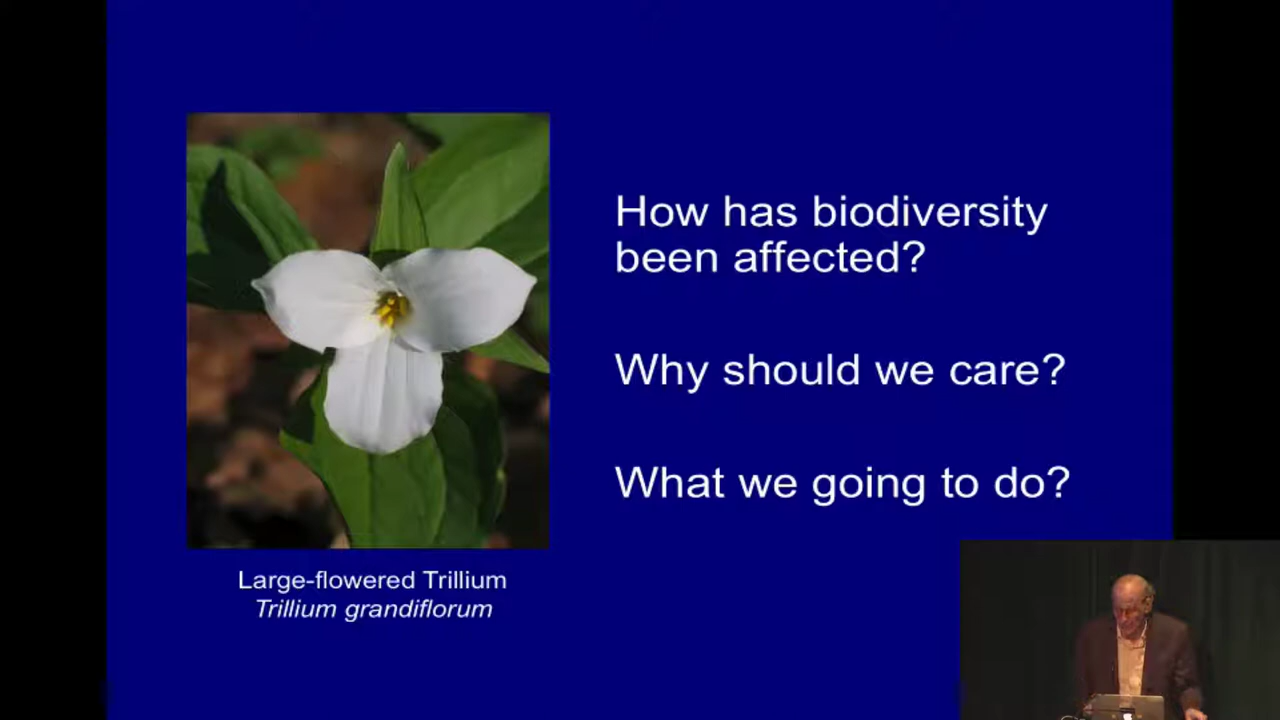 How has biodiversity
been affected?
Why should we care?
What we going to do?
Large-flowered Trillium
Trillium grandiflorum